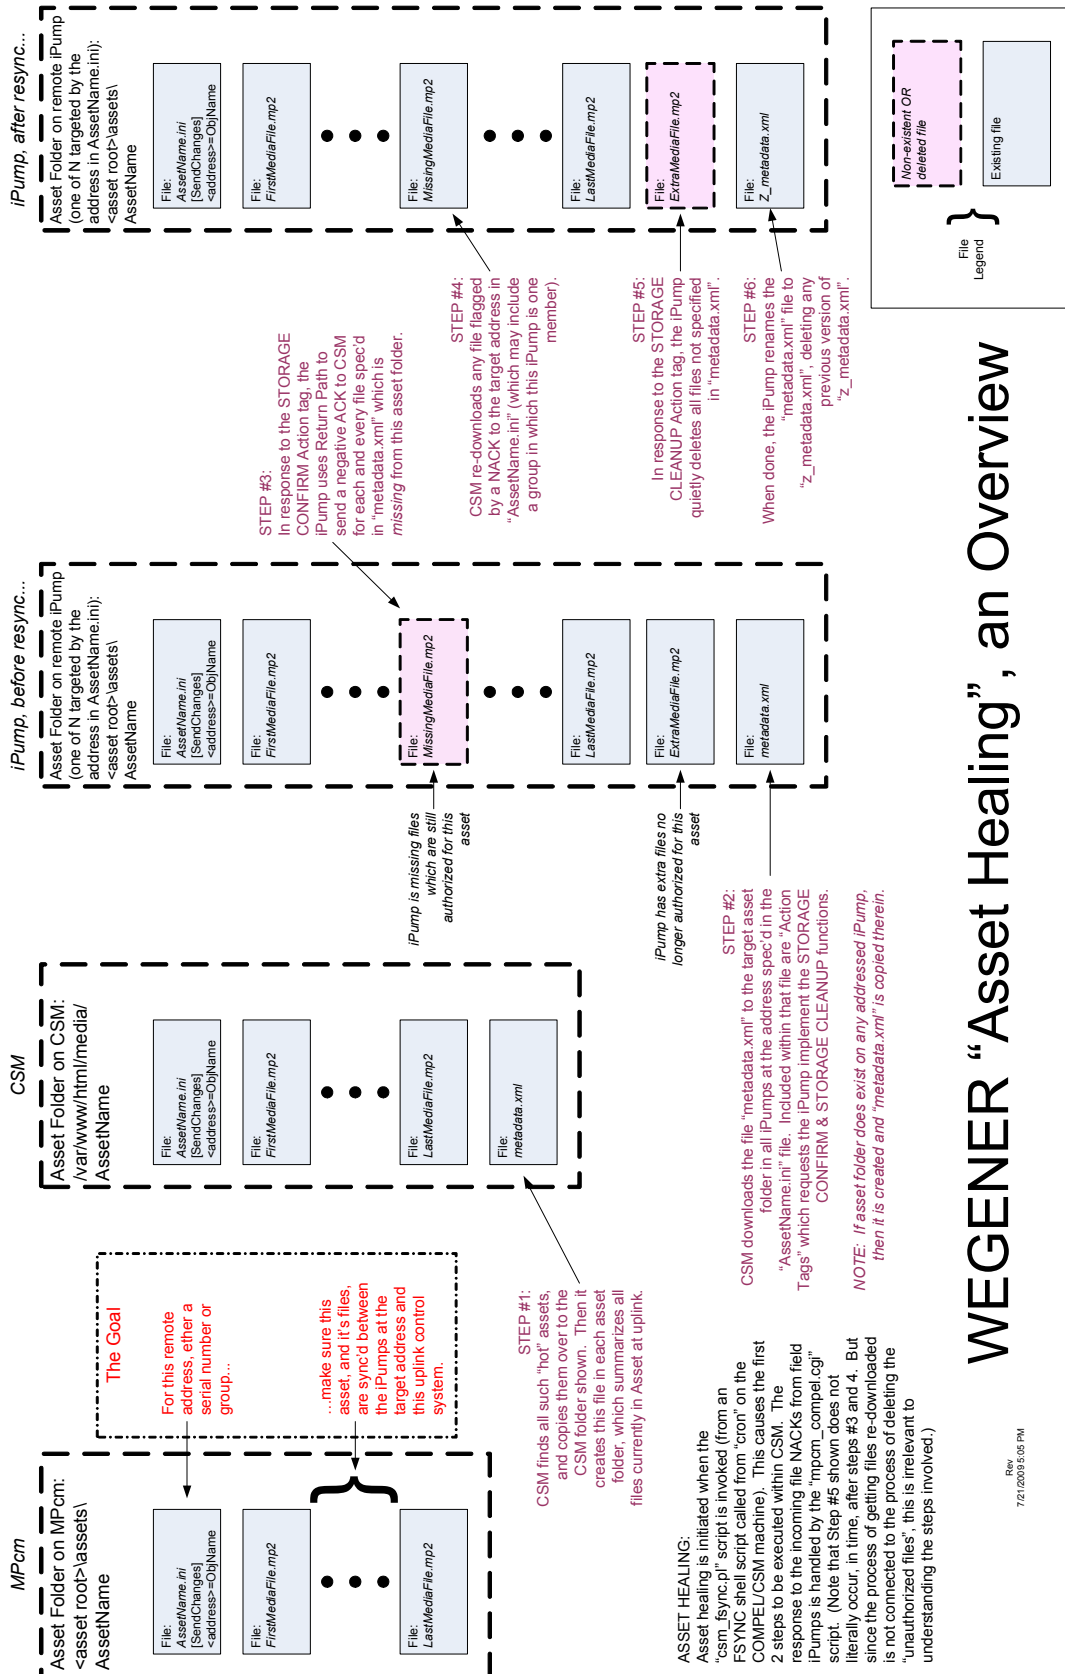 MPcm
Asset Folder on MPcm:
<asset root>\assets\
AssetName
File:
AssetName.ini
[SendChanges]
<address>=ObjName
File:
FirstMediaFile.mp2
File:
LastMediaFile.mp2
The Goal
For this remote
address, ether a
serial number or
group...
...make sure this
asset, and it's files,
are sync'd between
the iPumps at the
target address and
this uplink control
system.
CSM
Asset Folder on CSM:
/var/www/html/media/
AssetName
File:
AssetName.ini
[SendChanges]
<address>=ObjName
File:
FirstMediaFile.mp2
File:
LastMediaFile.mp2
File:
metadata.xml
STEP #1:
CSM finds all such “hot” assets,
and copies them over to the
CSM folder shown.  Then it
creates this file in each asset
folder, which summarizes all
files currently in Asset at uplink.
iPump, before resync...
Asset Folder on remote iPump
(one of N targeted by the
address in AssetName.ini):
<asset root>\assets\
AssetName
File:
AssetName.ini
[SendChanges]
<address>=ObjName
File:
FirstMediaFile.mp2
File:
MissingMediaFile.mp2
File:
LastMediaFile.mp2
File:
ExtraMediaFile.mp2
File:
metadata.xml
iPump is missing files
which are still
authorized for this
asset
iPump has extra files no
longer authorized for this
asset
STEP #2:
CSM downloads the file “metadata.xml” to the target asset
folder in all iPumps at the address spec’d in the
“AssetName.ini” file.  Included within that file are “Action
Tags” which requests the iPump implement the STORAGE
CONFIRM & STORAGE CLEANUP functions.
NOTE:  If asset folder does exist on any addressed iPump,
then it is created and “metadata.xml” is copied therein.
STEP #3:
In response to the STORAGE
CONFIRM Action tag, the
iPump uses Return Path to
send a negative ACK to CSM
for each and every file spec’d
in “metadata.xml” which is
missing from this asset folder.
iPump, after resync...
Asset Folder on remote iPump
(one of N targeted by the
address in AssetName.ini):
<asset root>\assets\
AssetName
File:
AssetName.ini
[SendChanges]
<address>=ObjName
File:
FirstMediaFile.mp2
File:
MissingMediaFile.mp2
File:
LastMediaFile.mp2
File:
ExtraMediaFile.mp2
File:
Z_metadata.xml
STEP #4:
CSM re-downloads any file flagged
by a NACK to the target address in
“AssetName.ini” (which may include
a group in which this iPump is one
member).
STEP #5:
In response to the STORAGE
CLEANUP Action tag, the iPump
quietly deletes all files not specified
in “metadata.xml”.
STEP #6:
When done, the iPump renames the
“metadata.xml” file to
“z_metadata.xml”, deleting any
previous version of
“z_metadata.xml”.
ASSET HEALING:
Asset healing is initiated when the
“csm_fsync.pl” script is invoked (from an
FSYNC shell script called from “cron” on the
COMPEL/CSM machine).  This causes the first
2 steps to be executed within CSM.  The
response to the incoming file NACKs from field
iPumps is handled by the “mpcm_compel.cgi”
script.  (Note that Step #5 shown does not
literally occur, in time, after steps #3 and 4.  But
since the process of getting files re-downloaded
is not connected to the process of deleting the
“unauthorized files”, this is irrelevant to
understanding the steps involved.)
WEGENER “Asset Healing”, an Overview
Rev
7/21/2009 5:05 PM
File
Legend
Non-existent OR
deleted file
Existing file